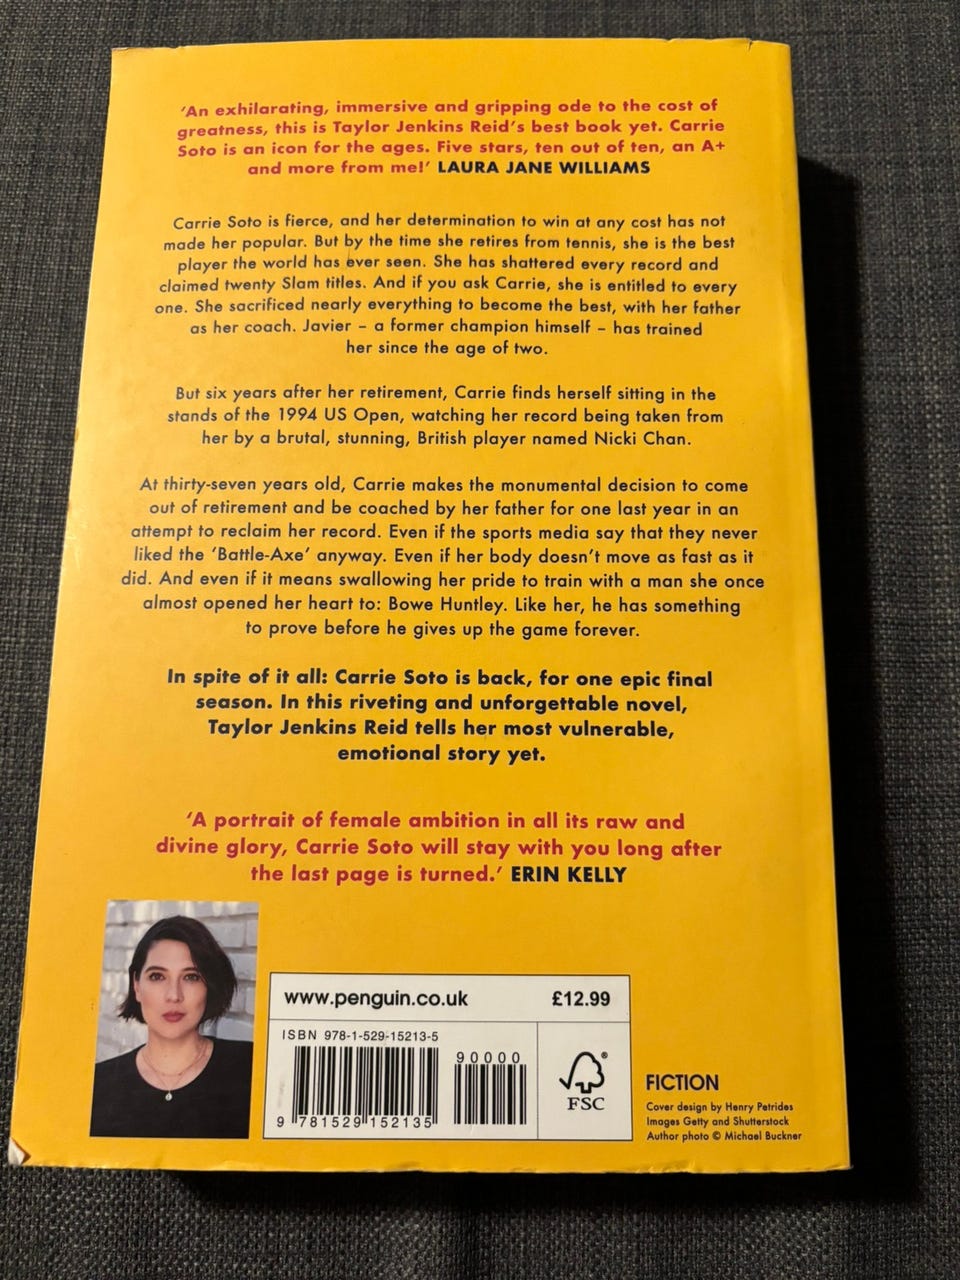 ‘An exhilarating, immersive and gripping ode to the cost of
greatness, this is Taylor Jenkins Reid’s best book yet. Carrie
Soto is an icon for the ages. Five stars, ten out of ten, an A+
and more from me!’ LAURA JANE WILLIAMS
Carrie Soto is fierce, and her determination to win at any cost has not
made her popular. But by the time she retires from tennis, she is the best
player the world has ever seen. She has shattered every record and
claimed twenty Slam titles. And if you ask Carrie, she is entitled to every
one. She sacrificed nearly everything to become the best, with her father
as her coach. Javier – a former champion himself – has trained
her since the age of two.
But six years after her retirement, Carrie finds herself sitting in the
stands of the 1994 US Open, watching her record being taken from
her by a brutal, stunning, British player named Nicki Chan.
At thirty-seven years old, Carrie makes the monumental decision to come
out of retirement and be coached by her father for one last year in an
attempt to reclaim her record. Even if the sports media say that they never
liked the ‘Battle-Axe’ anyway. Even if her body doesn’t move as fast as it
did. And even if it means swallowing her pride to train with a man she once
almost opened her heart to: Bowe Huntley. Like her, he has something
to prove before he gives up the game forever.
In spite of it all: Carrie Soto is back, for one epic final
season. In this riveting and unforgettable novel,
Taylor Jenkins Reid tells her most vulnerable,
emotional story yet.
‘A portrait of female ambition in all its raw and
divine glory, Carrie Soto will stay with you long after
the last page is turned.’ ERIN KELLY
www.penguin.co.uk £12.99
ISBN 978-1-529-15213-5
90000
9 781529 152135
®
FSC
FICTION
Cover design by Henry Petrides
Images Getty and Shutterstock
Author photo © Michael Buckner